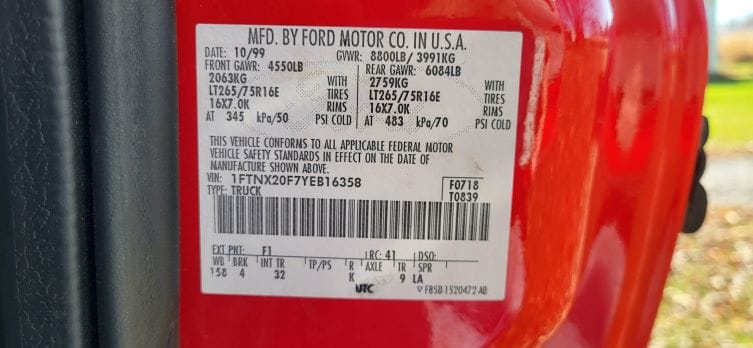 MFD. BY FORD MOTOR CO. IN U.S.A.
DATE: 10/99 GVWR: 8800LB/ 3991KG
FRONT GAWR: 4550LB REAR GAWR: 6084LB
2063KG WITH 2759KG WITH
LT265/75R16E TIRES LT265/75R16E TIRES
16X7.0K RIMS 16X7.0K RIMS
AT 345 kPa/50 PSI COLD AT 483 kPa/70 PSI COLD
THIS VEHICLE CONFORMS TO ALL APPLICABLE FEDERAL MOTOR
VEHICLE SAFETY STANDARDS IN EFFECT ON THE DATE OF
MANUFACTURE SHOWN ABOVE.
VIN: 1FTNX20F7YEB16358 F0718
TYPE: TRUCK T0839
EXT PNT: F1 RC: 41 DSO:
WB BRK INT TR TP/PS R AXLE TR SPR
158 4 32 K 9 LA
UTC F85B-1520472-AB